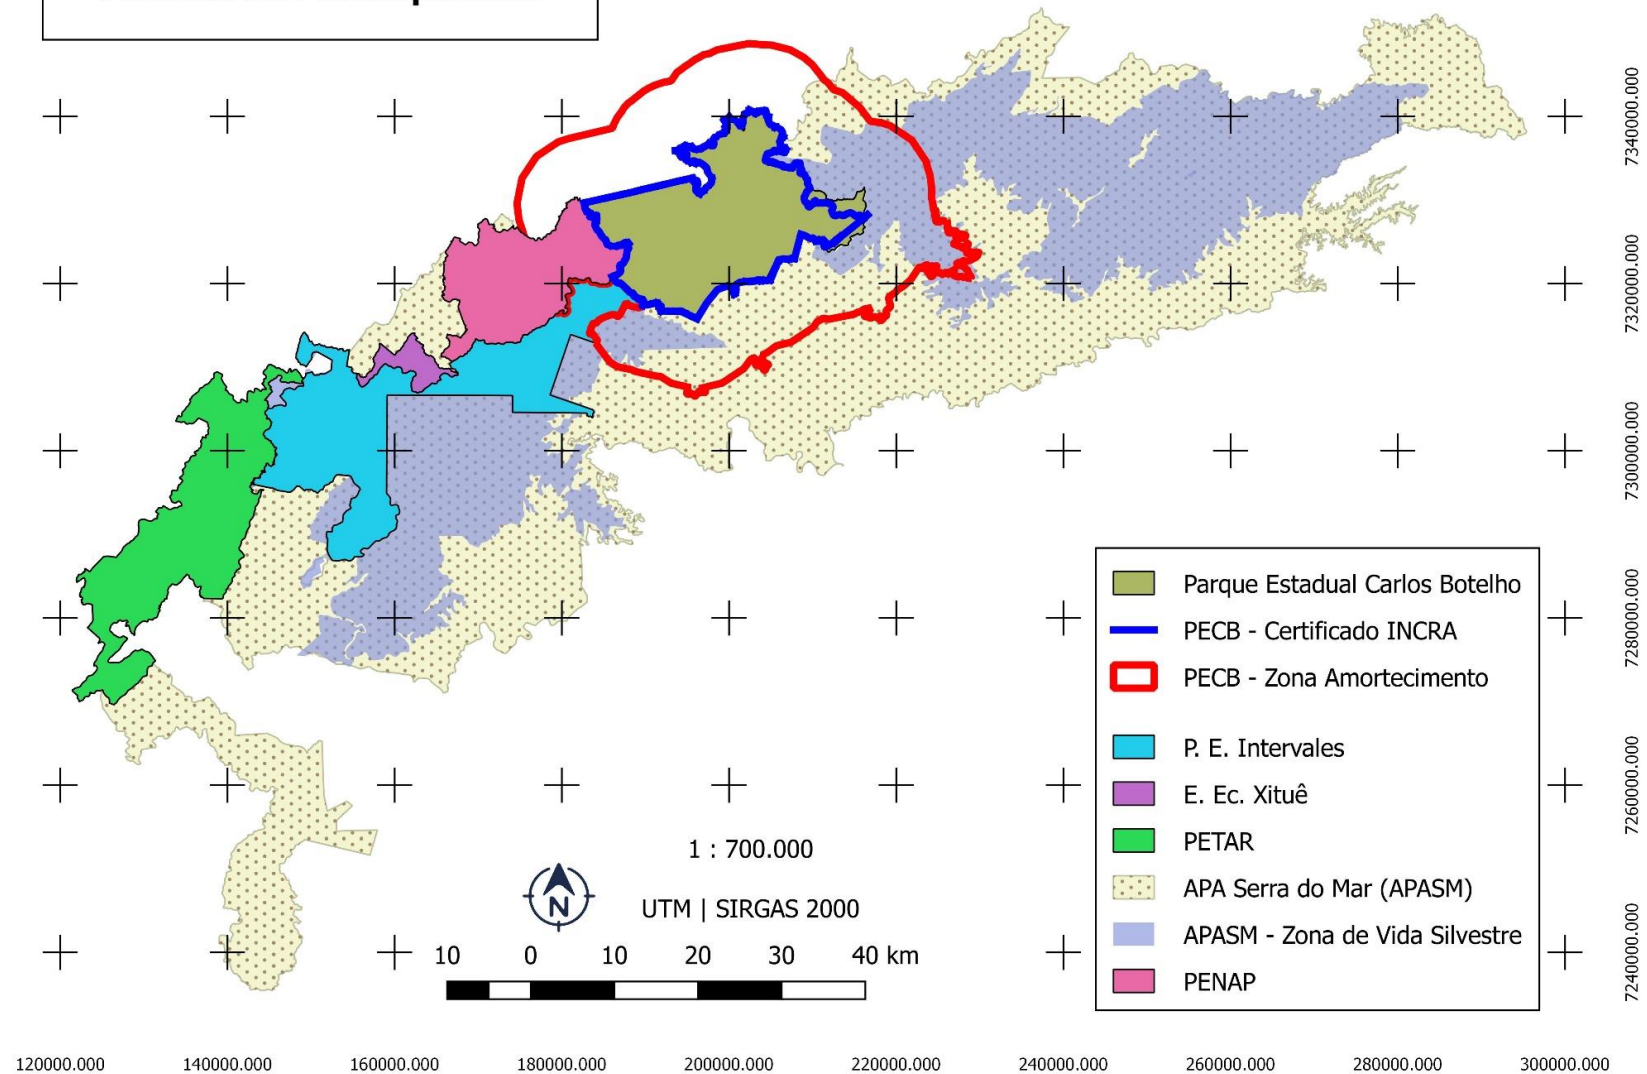 7340000.000
7320000.000
7300000.000
7280000.000
7260000.000
7240000.000
Parque Estadual Carlos Botelho
PECB - Certificado INCRA
PECB - Zona Amortecimento
P. E. Intervales
E. Ec. Xituê
PETAR
APA Serra do Mar (APASM)
APASM - Zona de Vida Silvestre
PENAP
1 : 700.000
N
UTM | SIRGAS 2000
10 0 10 20 30 40 km
120000.000 140000.000 160000.000 180000.000 200000.000 220000.000 240000.000 260000.000 280000.000 300000.000